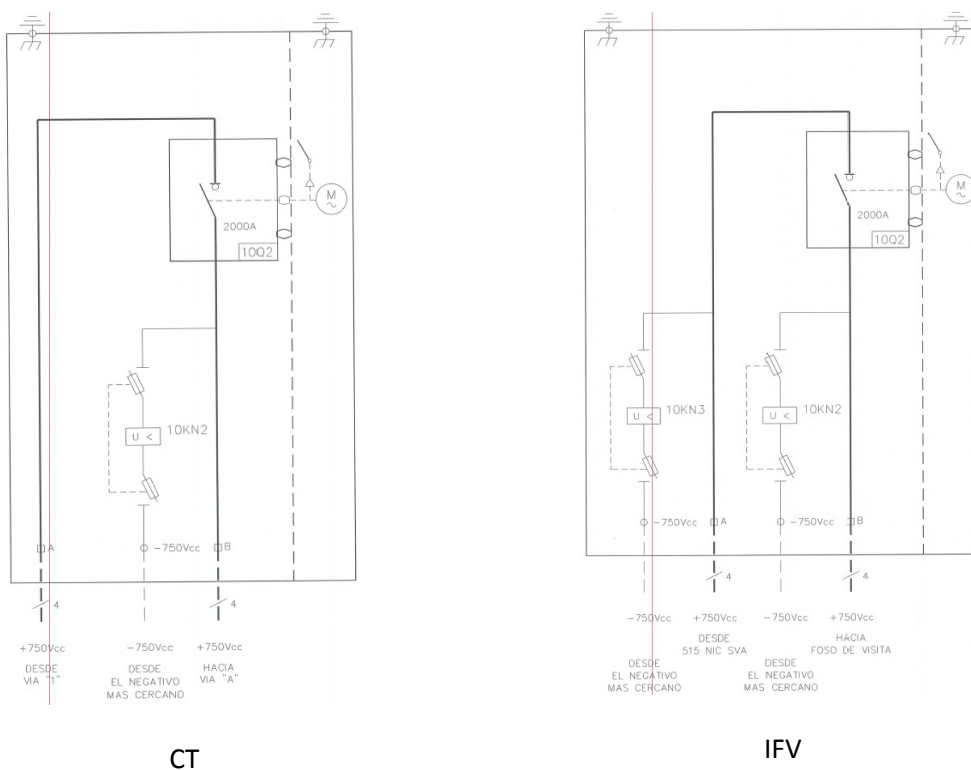 M
2000A
10Q2
10KN2
U <
A
-750Vcc
B
4
4
+750Vcc
-750Vcc
+750Vcc
DESDE
VIA "1"
DESDE
EL NEGATIVO
MAS CERCANO
HACIA
VIA "A"
CT
M
2000A
10Q2
10KN3
U <
10KN2
U <
-750Vcc
A
-750Vcc
B
4
4
-750Vcc
+750Vcc
-750Vcc
+750Vcc
DESDE
EL NEGATIVO
MAS CERCANO
DESDE
515 NIC SVA
DESDE
EL NEGATIVO
MAS CERCANO
HACIA
FOSO DE VISITA
IFV